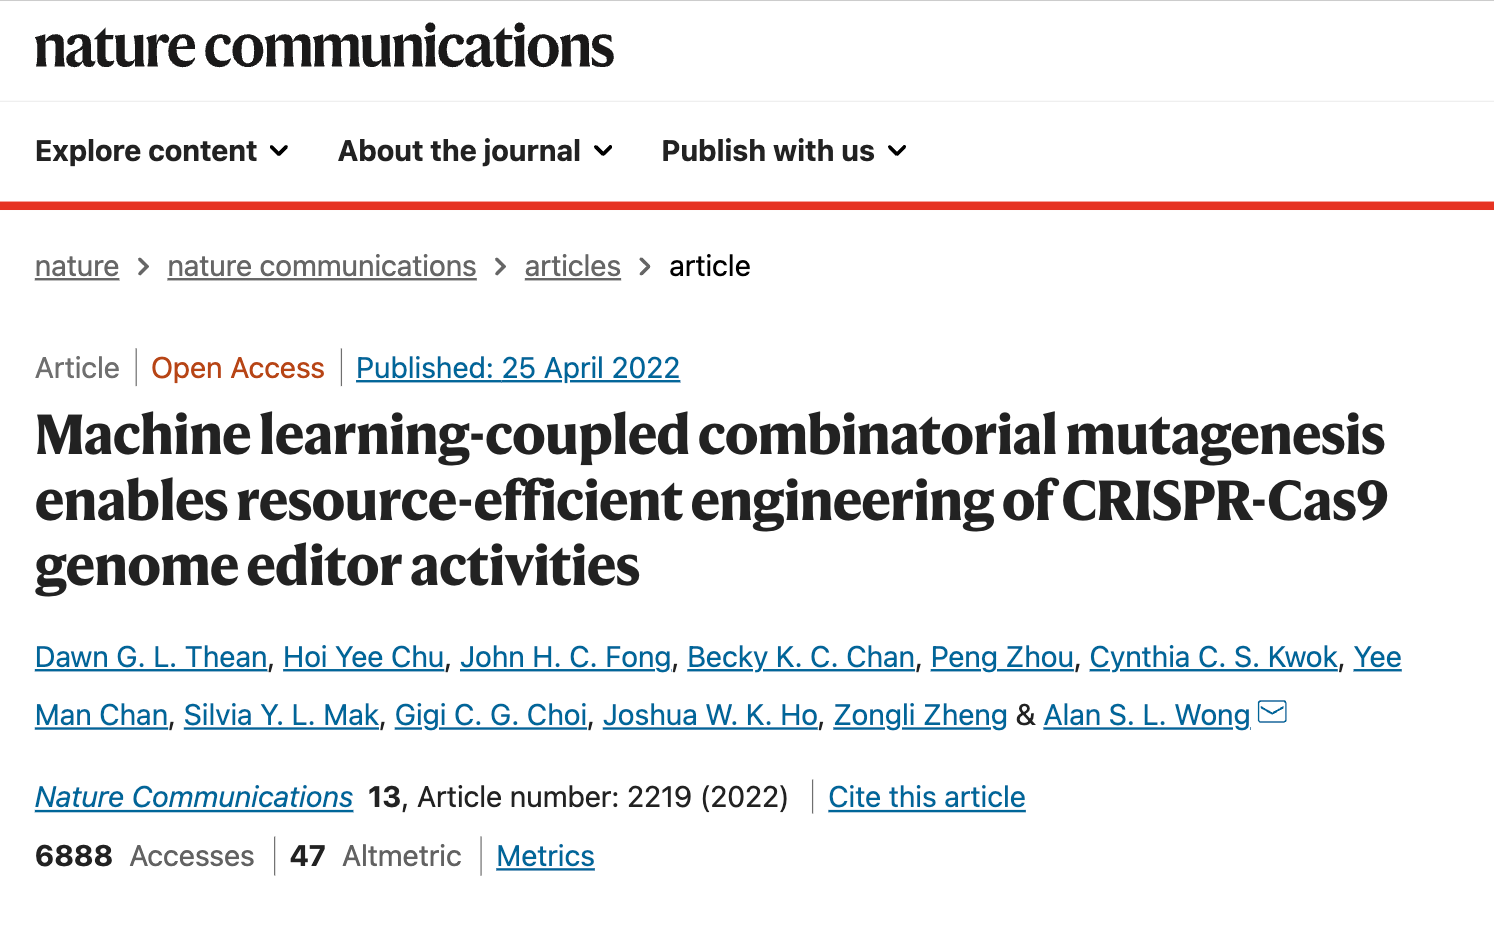 nature communications
Explore content About the journal Publish with us
nature > nature communications > articles > article
Article | Open Access | Published: 25 April 2022
Machine learning-coupled combinatorial mutagenesis
enables resource-efficient engineering of CRISPR-Cas9
genome editor activities
Dawn G. L. Thean, Hoi Yee Chu, John H. C. Fong, Becky K. C. Chan, Peng Zhou, Cynthia C. S. Kwok, Yee
Man Chan, Silvia Y. L. Mak, Gigi C. G. Choi, Joshua W. K. Ho, Zongli Zheng & Alan S. L. Wong
Nature Communications 13, Article number: 2219 (2022) | Cite this article
6888 Accesses | 47 Altmetric | Metrics